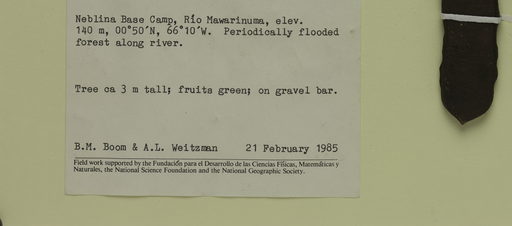 Neblina Base Camp, Río Mawarinuma, elev.
140 m, 00°50'N, 66°10'W. Periodically flooded
forest along river.
Tree ca 3 m tall; fruits green; on gravel bar.
B.M. Boom & A.L. Weitzman 21 February 1985
Field work supported by the Fundación para el Desarrollo de las Ciencias Físicas, Matemáticas y
Naturales, the National Science Foundation and the National Geographic Society.